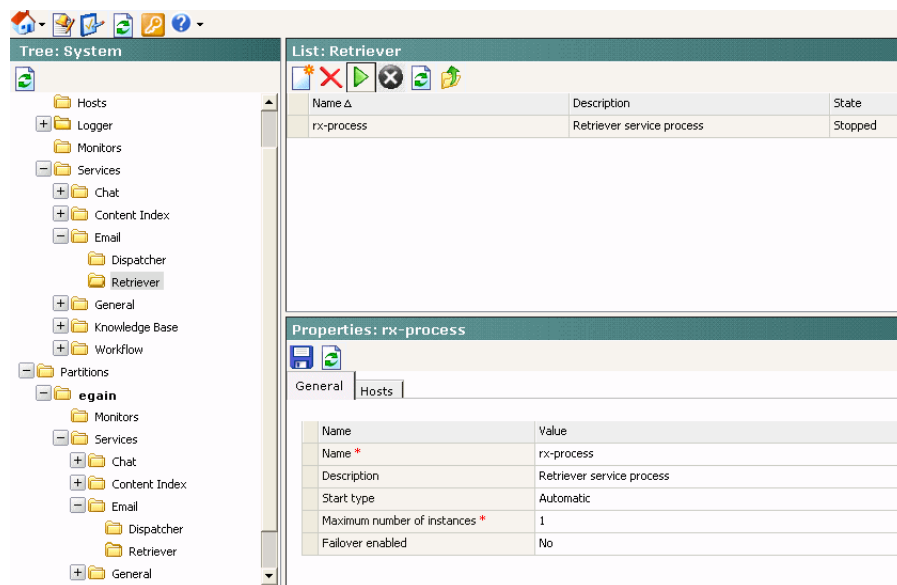 Tree: System
Hosts
Logger
Monitors
Services
Chat
Content Index
Email
Dispatcher
Retriever
General
Knowledge Base
Workflow
Partitions
egain
Monitors
Services
Chat
Content Index
Email
Dispatcher
Retriever
General
List: Retriever
Name Description State
rx-process Retriever service process Stopped
Properties: rx-process
General Hosts
Name Value
Name * rx-process
Description Retriever service process
Start type Automatic
Maximum number of instances * 1
Failover enabled No